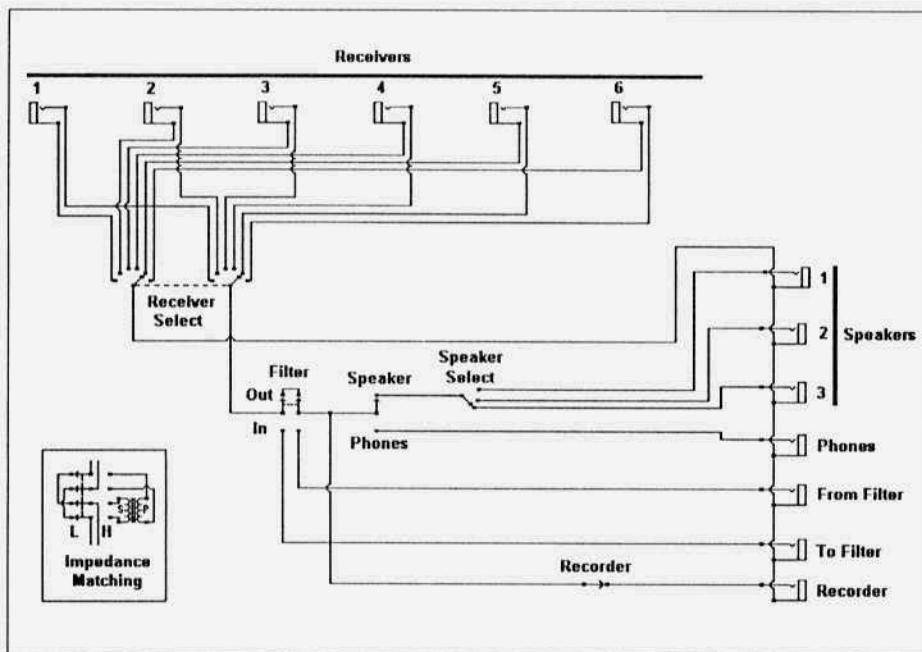 Receivers
1 2 3 4 5 6
Receiver
Select
1
2
Speakers
3
Filter
Out
In
Speaker
Speaker
Select
Phones
Phones
From Filter
To Filter
Recorder
Recorder
S P
L H
Impedance
Matching